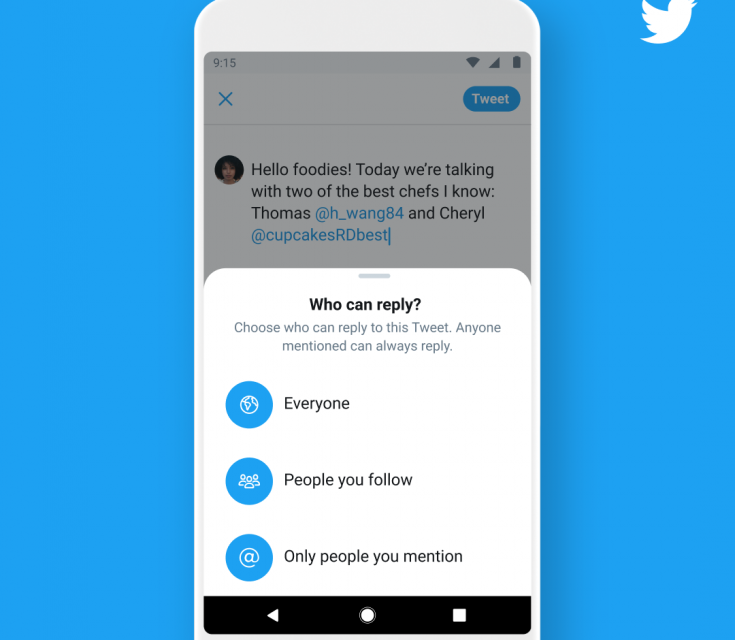 9:15
Tweet
Hello foodies! Today we’re talking
with two of the best chefs I know:
Thomas @h_wang84 and Cheryl
@cupcakesRDbest
Who can reply?
Choose who can reply to this Tweet. Anyone
mentioned can always reply.
Everyone
People you follow
@ Only people you mention